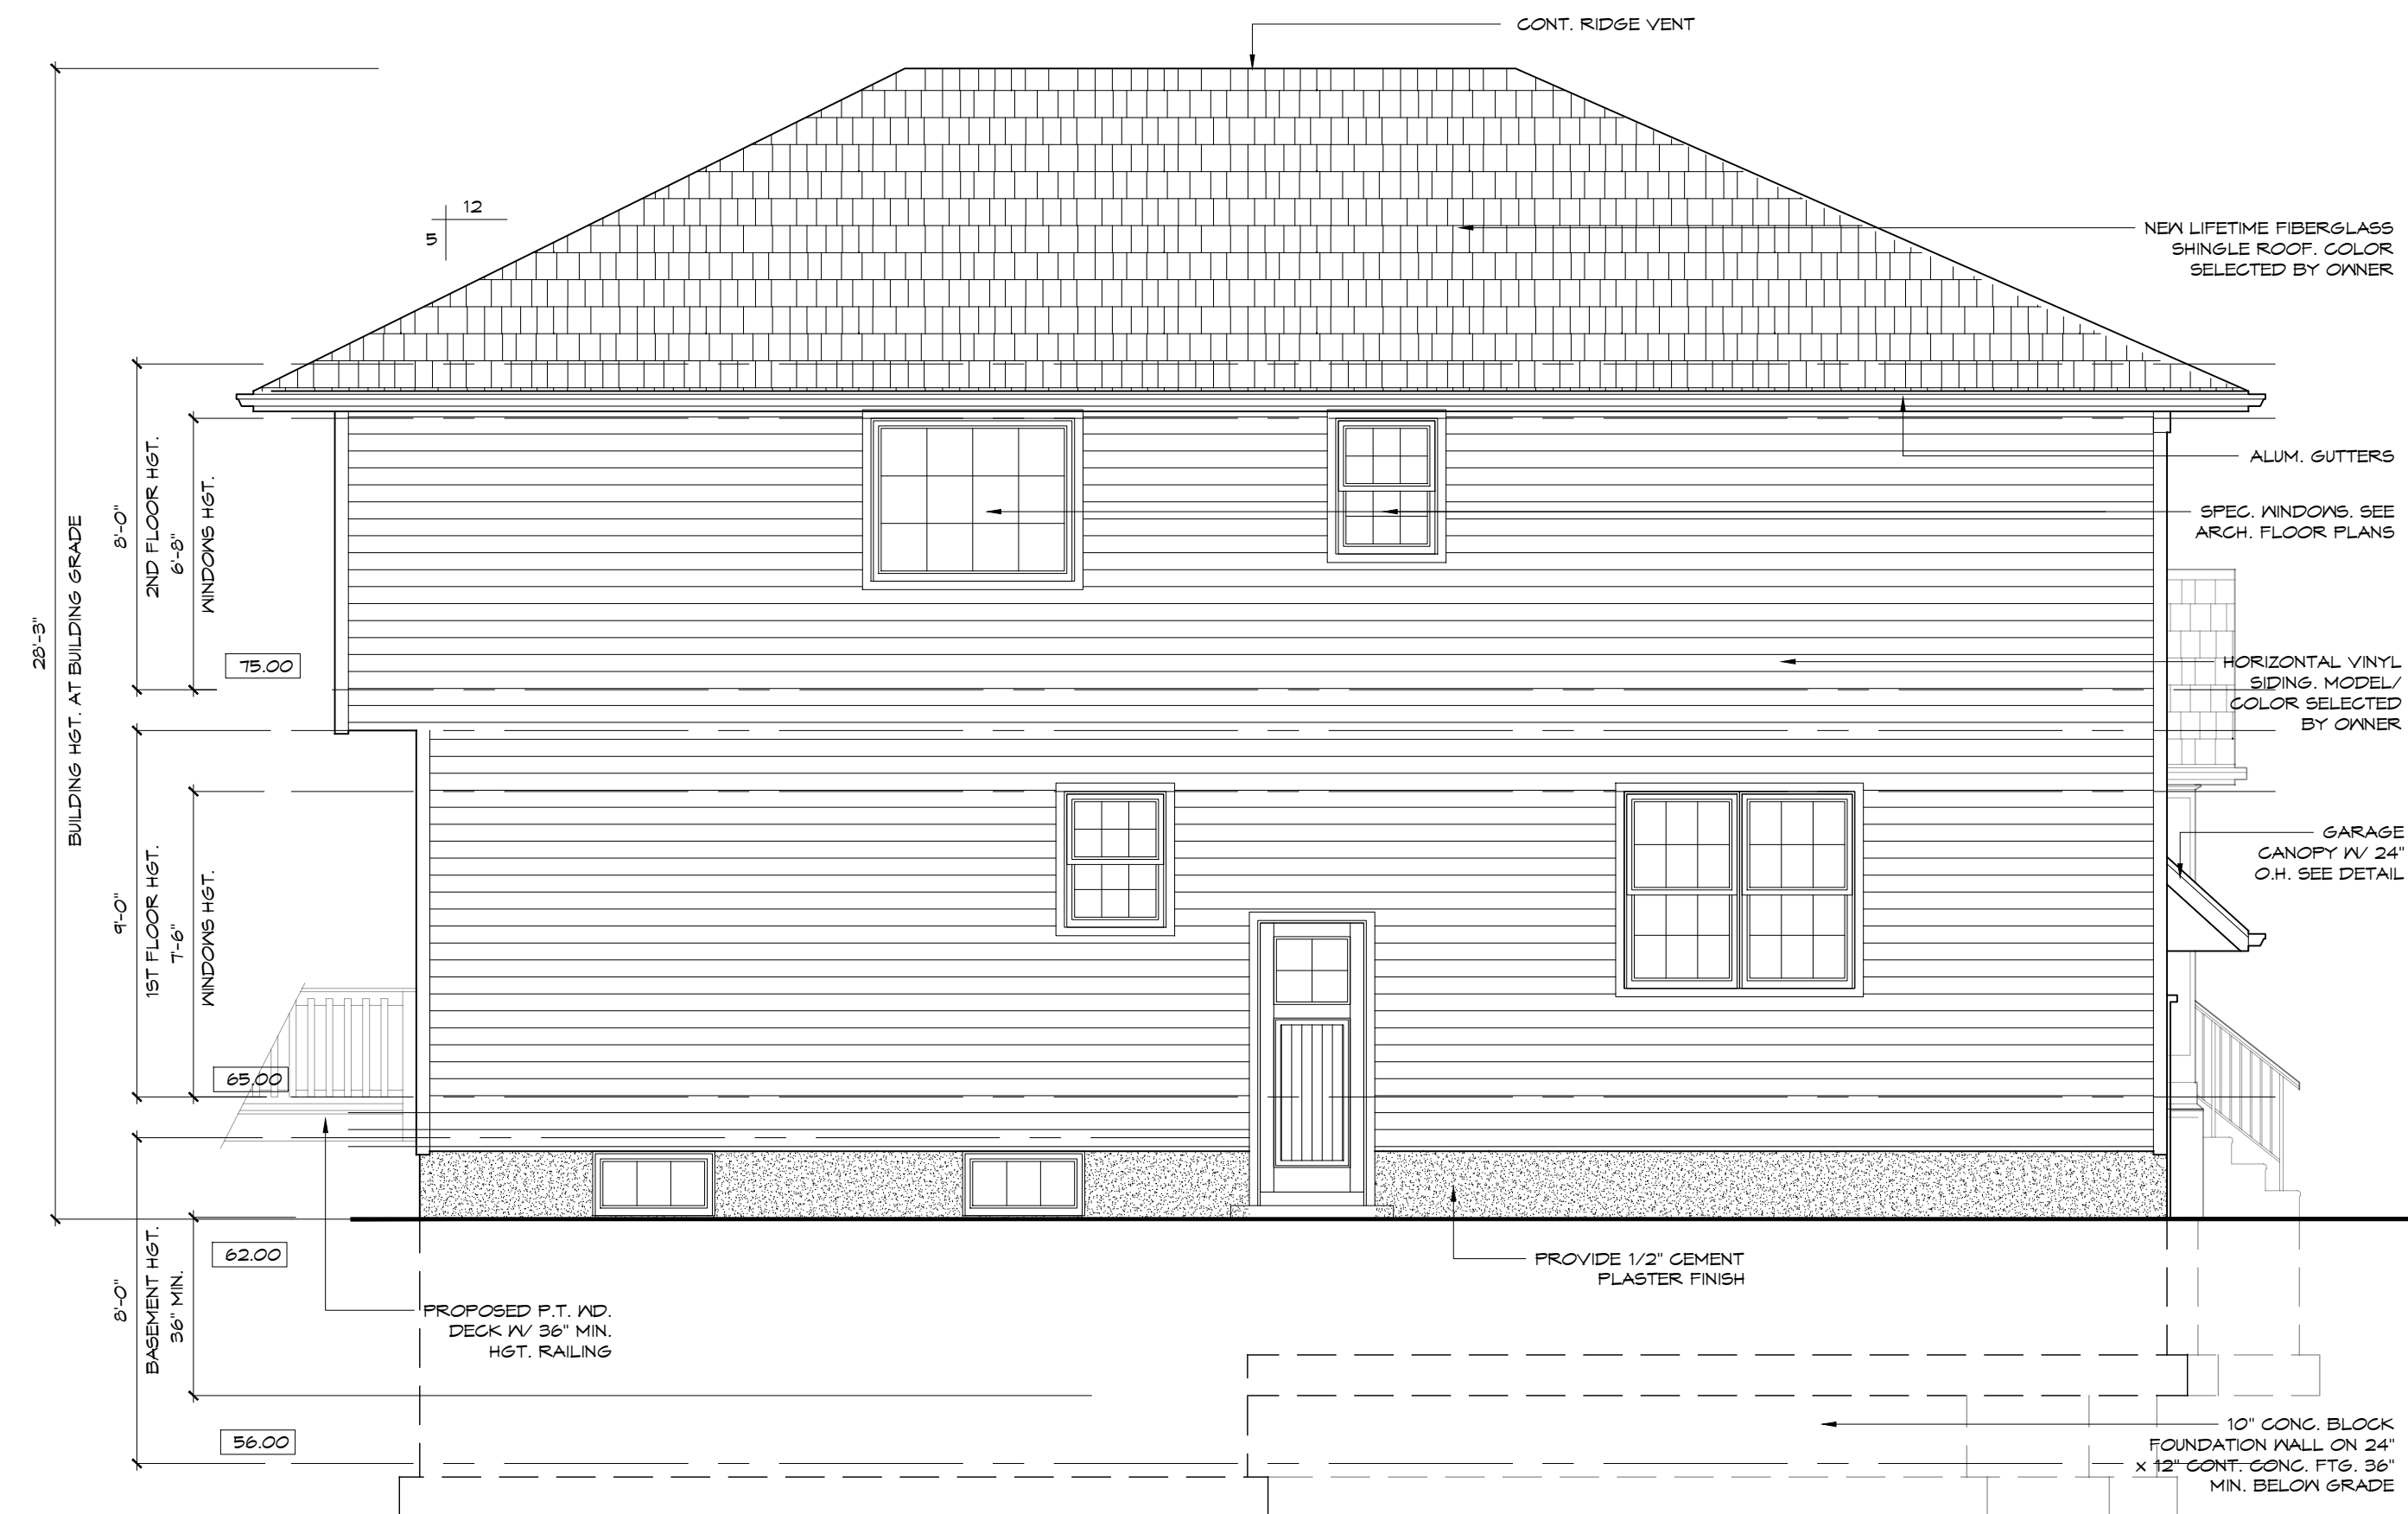 CONT. RIDGE VENT
12
5
NEW LIFETIME FIBERGLASS
SHINGLE ROOF. COLOR
SELECTED BY OWNER
ALUM. GUTTERS
SPEC. WINDOWS. SEE
ARCH. FLOOR PLANS
HORIZONTAL VINYL
SIDING. MODEL/
COLOR SELECTED
BY OWNER
GARAGE
CANOPY W/ 24"
O.H. SEE DETAIL
28'-3"
BUILDING HGT. AT BUILDING GRADE
8'-0"
2ND FLOOR HGT.
6'-8"
WINDOWS HGT.
75.00
9'-0"
1ST FLOOR HGT.
7'-6"
WINDOWS HGT.
65.00
8'-0"
BASEMENT HGT.
36" MIN.
62.00
56.00
PROPOSED P.T. WD.
DECK W/ 36" MIN.
HGT. RAILING
PROVIDE 1/2" CEMENT
PLASTER FINISH
10" CONC. BLOCK
FOUNDATION WALL ON 24"
x 12" CONT. CONC. FTG. 36"
MIN. BELOW GRADE